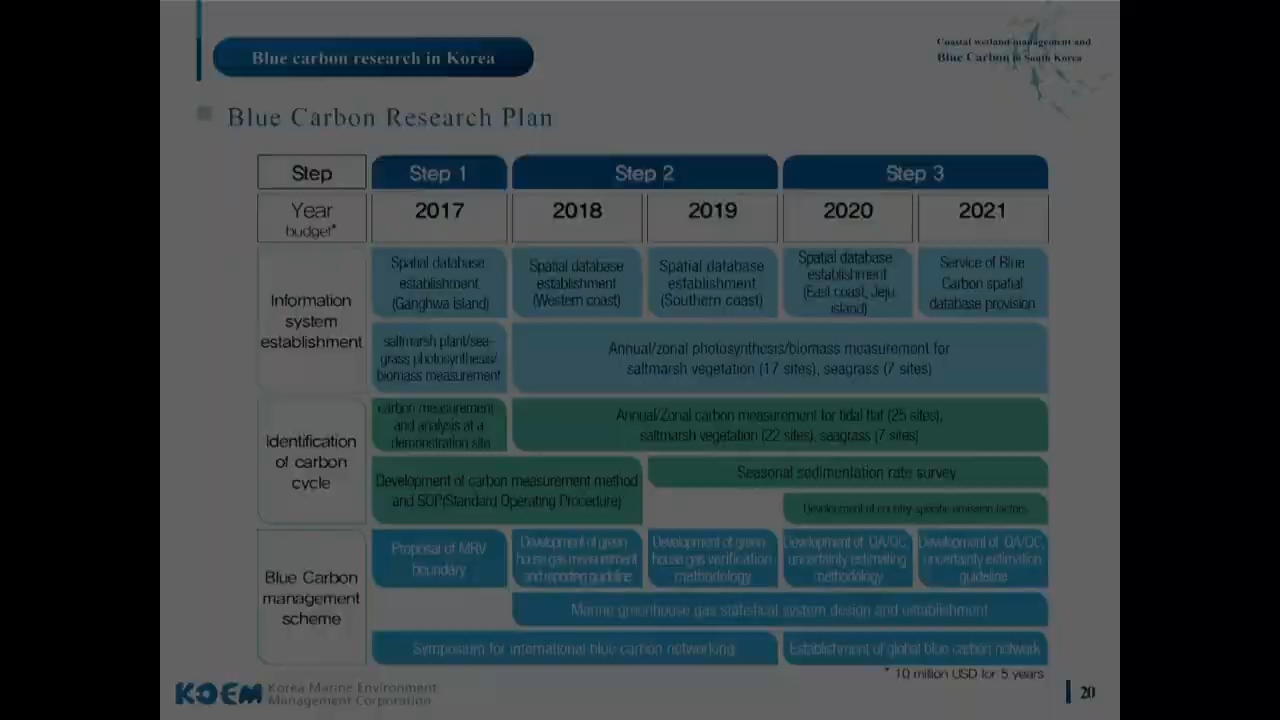 Blue carbon research in Korea
Coastal wetland management and
Blue Carbon in South Korea
Blue Carbon Research Plan
Step
Step 1
Step 2
Step 3
Year
budget*
2017
2018
2019
2020
2021
Information
system
establishment
Spatial database
establishment
(Ganghwa island)
Spatial database
establishment
(Western coast)
Spatial database
establishment
(Southern coast)
Spatial database
establishment
(East coast, Jeju
island)
Service of Blue
Carbon spatial
database provision
saltmarsh plant/sea-
grass photosynthesis/
biomass measurement
Annual/zonal photosynthesis/biomass measurement for
saltmarsh vegetation (17 sites), seagrass (7 sites)
Identification
of carbon
cycle
carbon measurement
and analysis at a
demonstration site
Annual/Zonal carbon measurement for tidal flat (25 sites),
saltmarsh vegetation (22 sites), seagrass (7 sites)
Development of carbon measurement method
and SOP(Standard Operating Procedure)
Seasonal sedimentation rate survey
Development of country-specific emission factors
Blue Carbon
management
scheme
Proposal of MRV
boundary
Development of green
house gas measurement
and reporting guideline
Development of green
house gas verification
methodology
Development of QA/QC,
uncertainty estimating
methodology
Development of QA/QC,
uncertainty estimation
guideline
Marine greenhouse gas statistical system design and establishment
Symposium for international blue carbon networking
Establishment of global blue carbon network
* 10 million USD for 5 years
KOEM Korea Marine Environment
Management Corporation
20